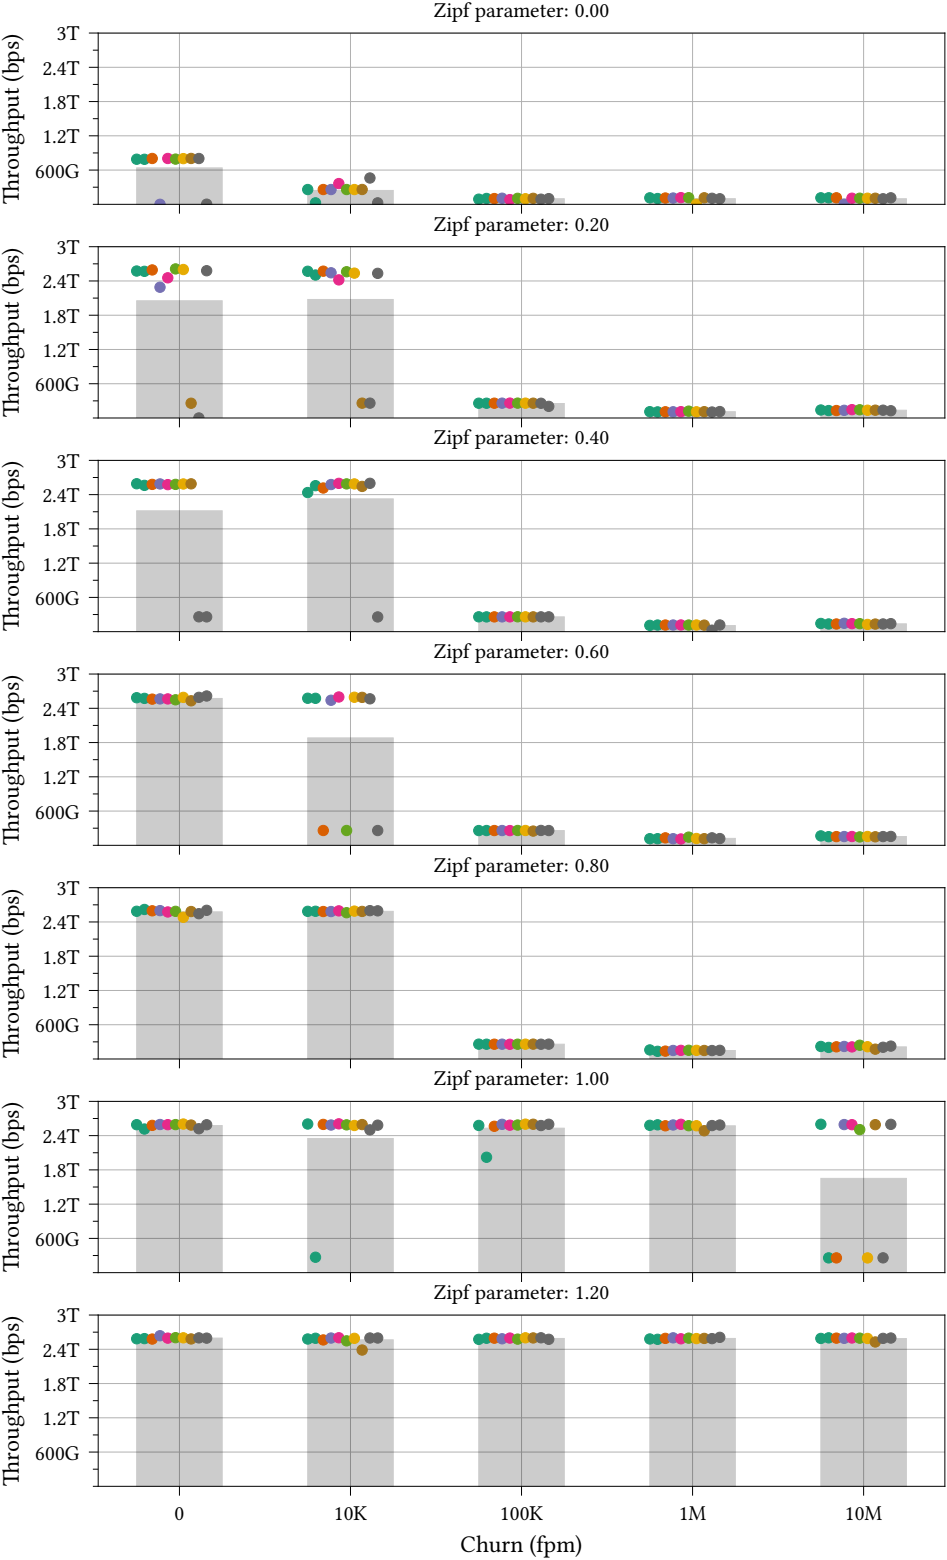 Zipf parameter: 0.00
Throughput (bps)
3T
2.4T
1.8T
1.2T
600G
Zipf parameter: 0.20
Throughput (bps)
3T
2.4T
1.8T
1.2T
600G
Zipf parameter: 0.40
Throughput (bps)
3T
2.4T
1.8T
1.2T
600G
Zipf parameter: 0.60
Throughput (bps)
3T
2.4T
1.8T
1.2T
600G
Zipf parameter: 0.80
Throughput (bps)
3T
2.4T
1.8T
1.2T
600G
Zipf parameter: 1.00
Throughput (bps)
3T
2.4T
1.8T
1.2T
600G
Zipf parameter: 1.20
Throughput (bps)
3T
2.4T
1.8T
1.2T
600G
0 10K 100K 1M 10M
Churn (fpm)